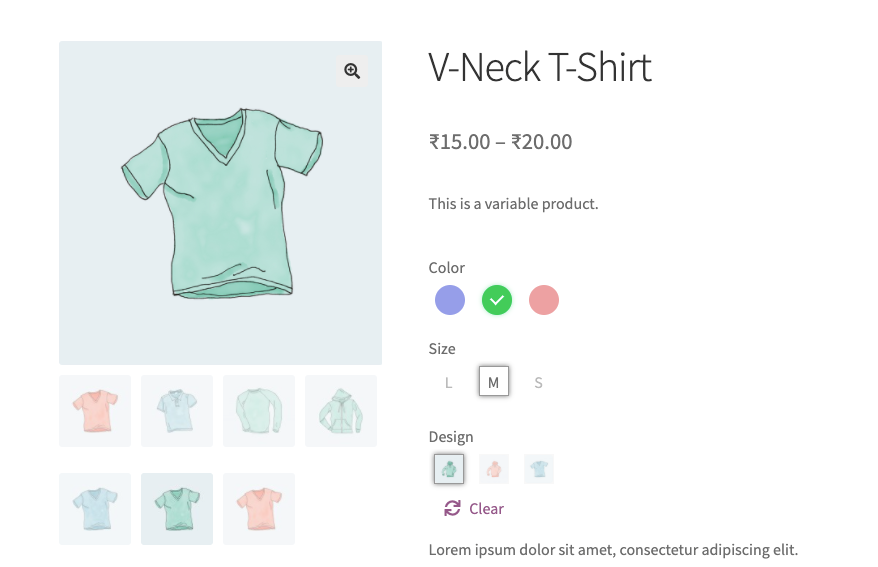 V-Neck T-Shirt
₹15.00 – ₹20.00
This is a variable product.
Color
Size
L M S
Design
Clear
Lorem ipsum dolor sit amet, consectetur adipiscing elit.